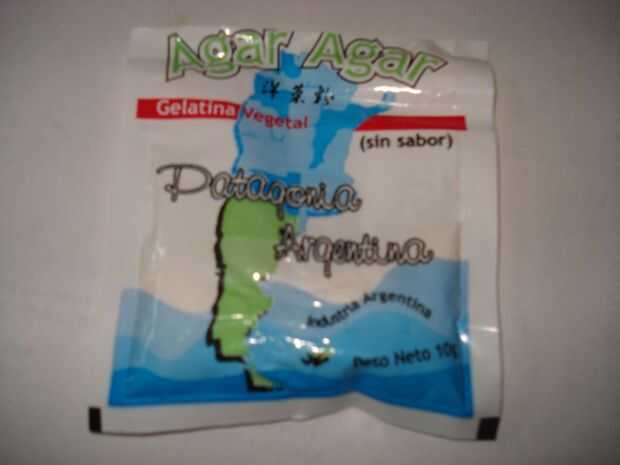 Agar Agar
洋菜粉
Gelatina Vegetal
(sin sabor)
Patagonia
Argentina
Industria Argentina
Peso Neto 10g